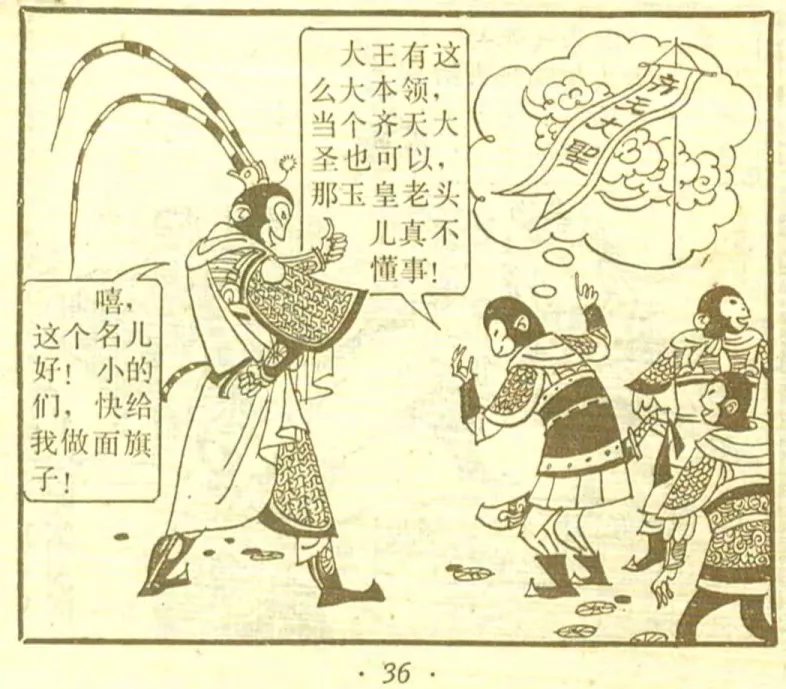 大王有这
么大本领，
当个齐天大
圣也可以，
那玉皇老头
儿真不
懂事！
齐天大聖
嘻，
这个名儿
好！小的
们，快给
我做面旗
子！
· 36 ·